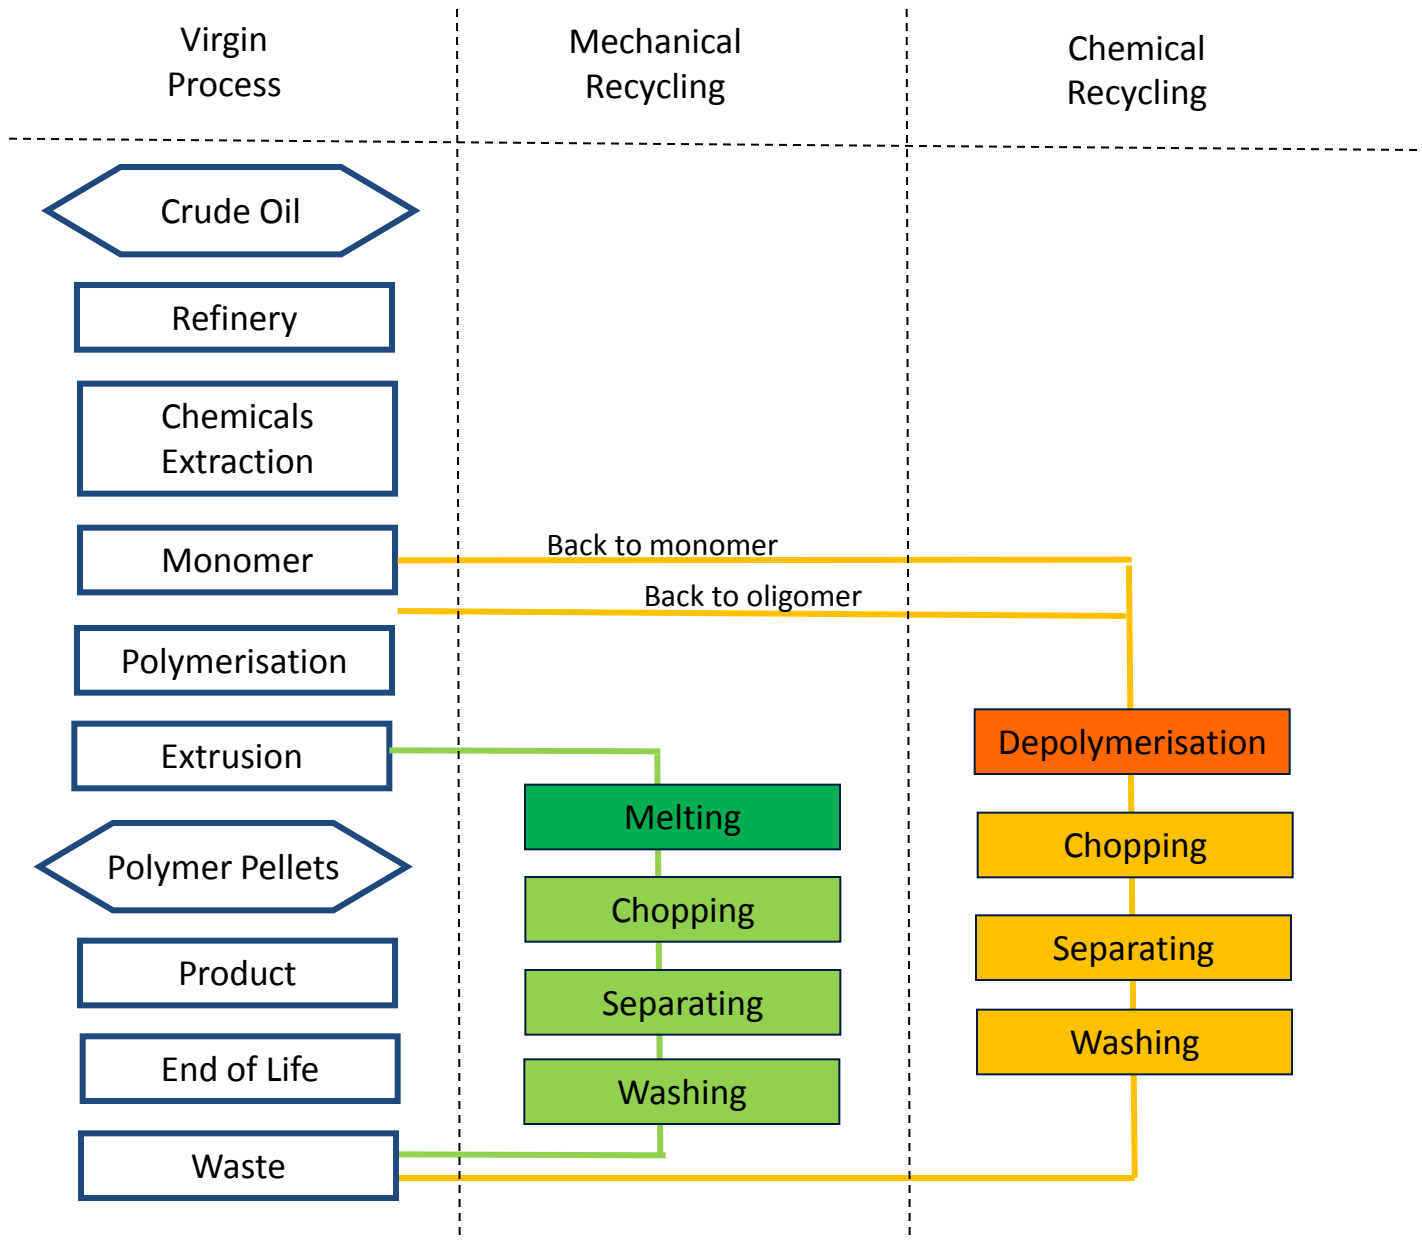 Virgin
Process
Mechanical
Recycling
Chemical
Recycling
Crude Oil
Refinery
Chemicals
Extraction
Monomer
Back to monomer
Back to oligomer
Polymerisation
Extrusion
Depolymerisation
Melting
Chopping
Polymer Pellets
Chopping
Separating
Product
Separating
Washing
End of Life
Washing
Waste